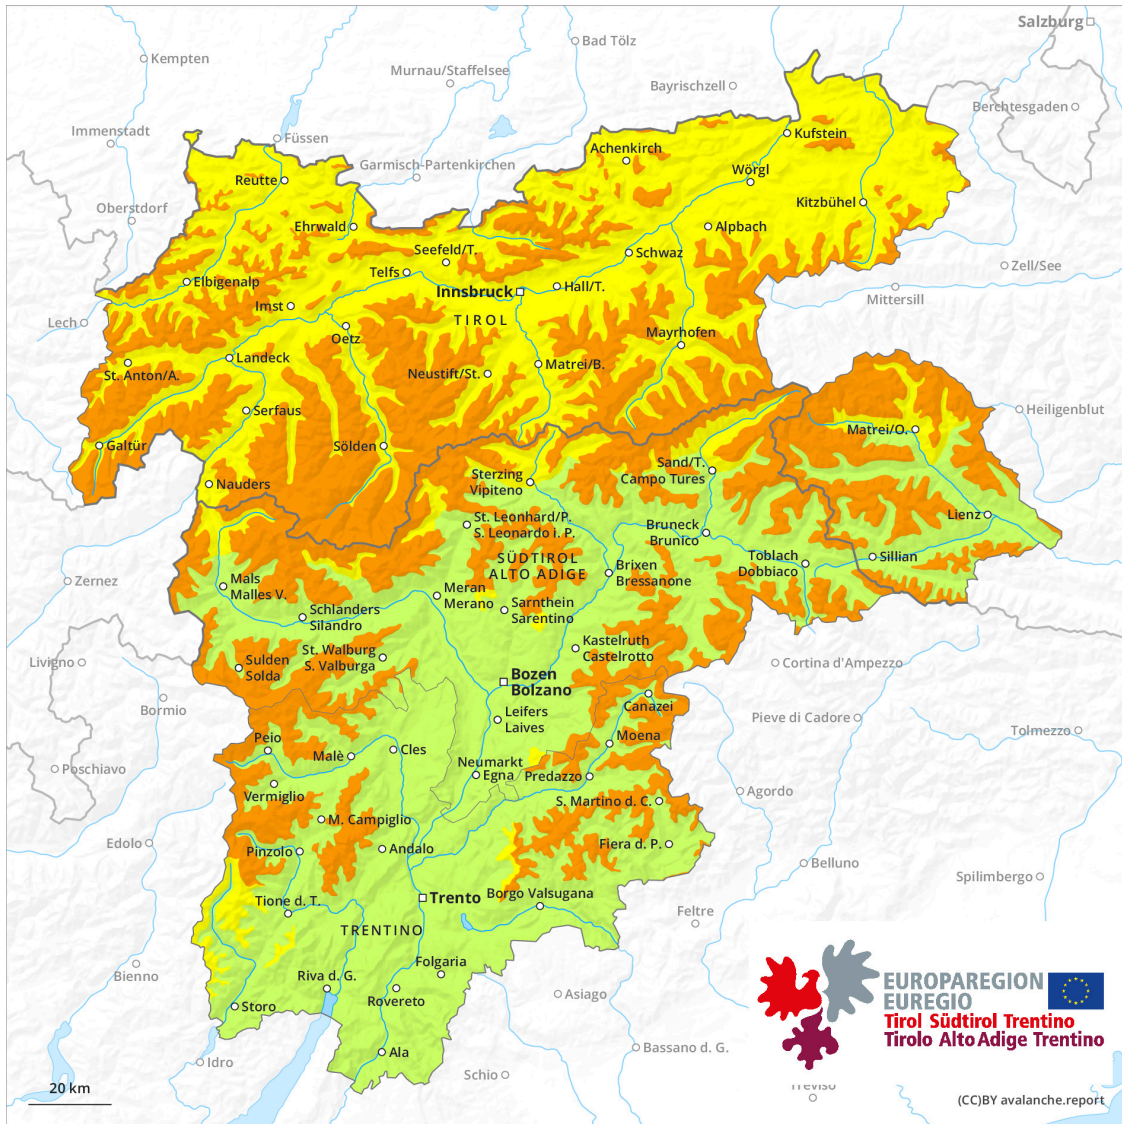 Salzburg
Kempten
Bad Tölz
Murnau/Staffelsee
Bayrischzell
Berchtesgaden
Immenstadt
Füssen
Kufstein
Achenkirch
Garmisch-Partenkirchen
Wörgl
Reutte
Oberstdorf
Kitzbühel
Ehrwald
Alpbach
Seefeld/T.
Schwaz
Telfs
Zell/See
Elbigenalp
Hall/T.
Innsbruck
Mittersill
Imst
TIROL
Lech
Oetz
Mayrhofen
Landeck
Matrei/B.
St. Anton/A.
Neustift/St.
Serfaus
Heiligenblut
Matrei/O.
Galtür
Sölden
Sand/T.
Campo Tures
Sterzing
Vipiteno
Nauders
St. Leonhard/P.
S. Leonardo i. P.
Lienz
Bruneck
Brunico
SÜDTIROL
ALTO ADIGE
Toblach
Dobbiaco
Sillian
Brixen
Bressanone
Zernez
Mals
Malles V.
Meran
Merano
Sarnthein
Sarentino
Schlanders
Silandro
Kastelruth
Castelrotto
St. Walburg
S. Valburga
Livigno
Sulden
Solda
Cortina d'Ampezzo
Bozen
Bolzano
Canazei
Bormio
Leifers
Laives
Pieve di Cadore
Tolmezzo
Moena
Peio
Cles
Malè
Neumarkt
Egna
Predazzo
Poschiavo
Vermiglio
Agordo
S. Martino d. C.
M. Campiglio
Edolo
Pinzolo
Andalo
Fiera d. P.
Belluno
Spilimbergo
Trento
Borgo Valsugana
Tione d. T.
Feltre
TRENTINO
Folgaria
Bienno
Riva d. G.
Rovereto
Asiago
Storo
EUROPAREGION
EUREGIO
Tirol Südtirol Trentino
Tirolo Alto Adige Trentino
Idro
Ala
Bassano d. G.
Schio
Treviso
20 km
(CC)BY avalanche.report